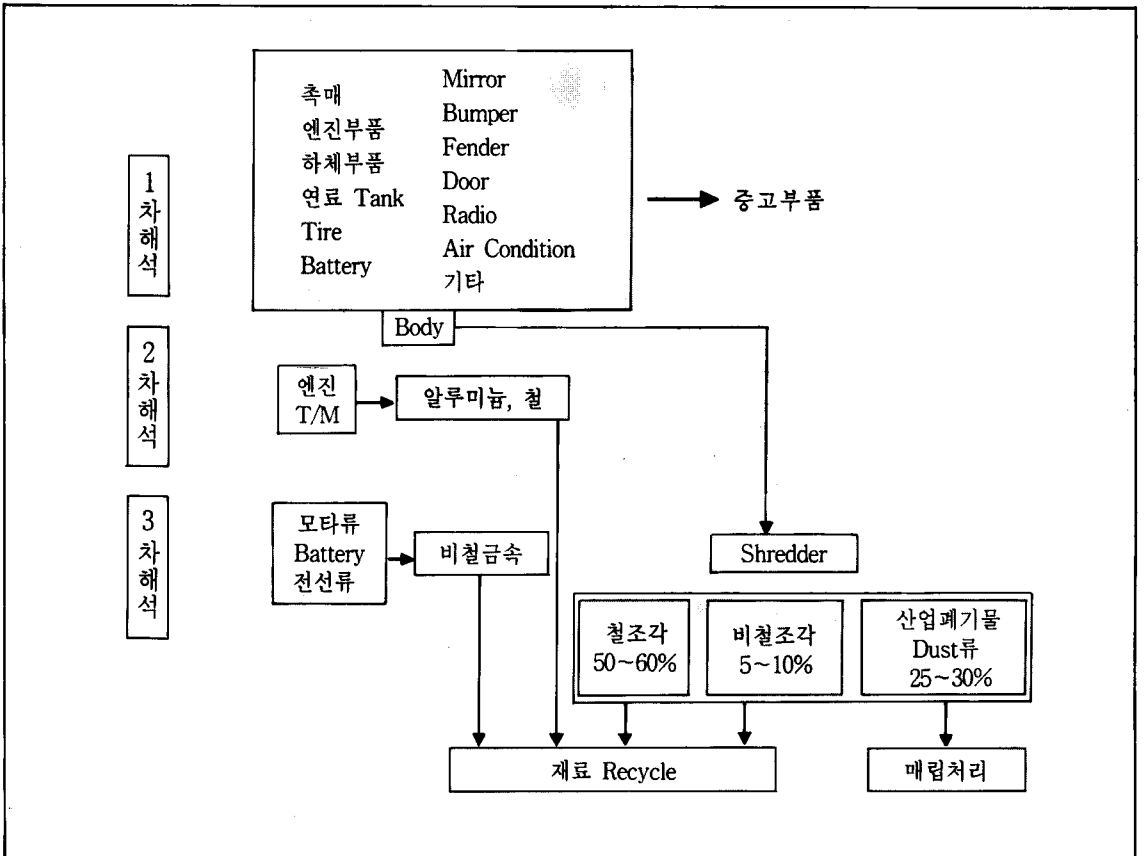 1
차
해
석
촉매
엔진부품
하체부품
연료 Tank
Tire
Battery
Mirror
Bumper
Fender
Door
Radio
Air Condition
기타
중고부품
Body
2
차
해
석
엔진
T/M
알루미늄, 철
3
차
해
석
모타류
Battery
전선류
비철금속
Shredder
철조각
50~60%
비철조각
5~10%
산업폐기물
Dust류
25~30%
재료 Recycle
매립처리